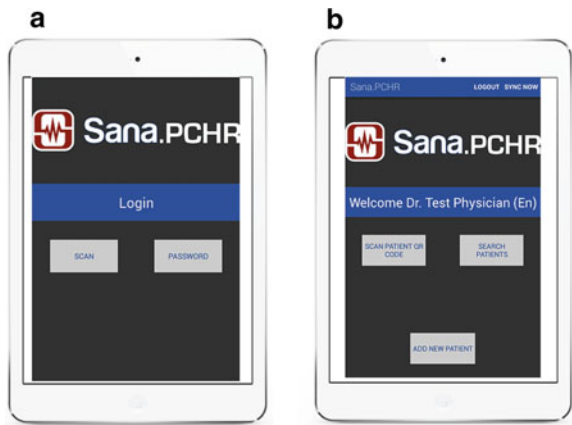 a
Sana.PCHR
Login
SCAN
PASSWORD
b
Sana.PCHR
LOGOUT SYNC NOW
Sana.PCHR
Welcome Dr. Test Physician (En)
SCAN PATIENT QR
CODE
SEARCH
PATIENTS
ADD NEW PATIENT